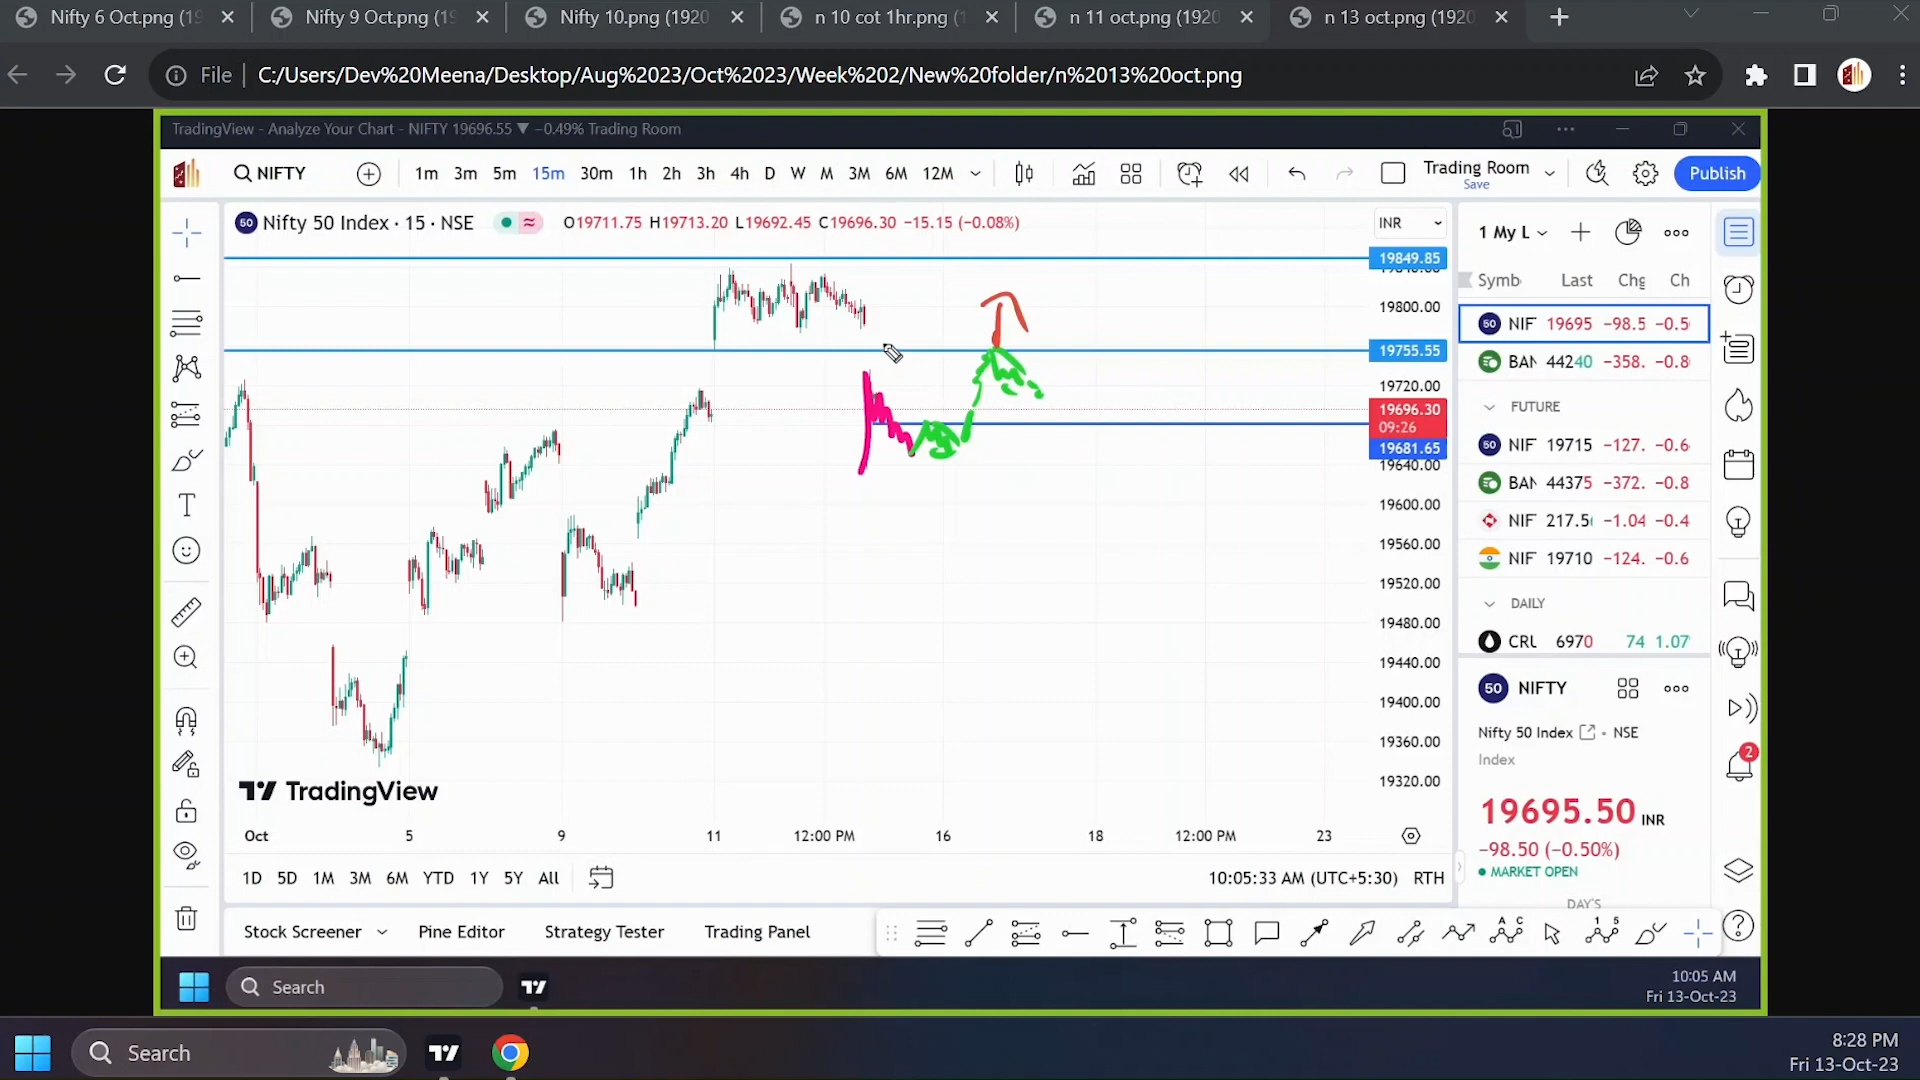 Nifty 6 Oct.png (19
Nifty 9 Oct.png (19
Nifty 10.png (1920
n 10 cot 1hr.png (
n 11 oct.png (1920
n 13 oct.png (1920
File
C:/Users/Dev%20Meena/Desktop/Aug%2023/Oct%2023/Week%202/New%20folder/n%2013%20oct.png
TradingView - Analyze Your Chart - NIFTY 19696.55 ▼ −0.49% Trading Room
NIFTY
1m 3m 5m 15m 30m 1h 2h 3h 4h D W M 3M 6M 12M
Trading Room
Save
Publish
50 Nifty 50 Index · 15 · NSE
O19711.75 H19713.20 L19692.45 C19696.30 −15.15 (−0.08%)
INR
19849.85
19800.00
19755.55
19720.00
19696.30
09:26
19681.65
19640.00
19600.00
19560.00
19520.00
19480.00
19440.00
19400.00
19360.00
19320.00
1 My L
Symb Last Chg Ch
50 NIF 19695 −98.5 −0.5
BAN 44240 −358. −0.8
FUTURE
50 NIF 19715 −127. −0.6
BAN 44375 −372. −0.8
NIF 217.5 −1.04 −0.4
NIF 19710 −124. −0.6
DAILY
CRU 6970 74 1.07
50 NIFTY
Nifty 50 Index · NSE
Index
19695.50 INR
−98.50 (−0.50%)
MARKET OPEN
DAY'S
2
TradingView
Oct 5 9 11 12:00 PM 16 18 12:00 PM 23
1D 5D 1M 3M 6M YTD 1Y 5Y All
10:05:33 AM (UTC+5:30) RTH
Stock Screener
Pine Editor
Strategy Tester
Trading Panel
Search
10:05 AM
Fri 13-Oct-23
Search
8:28 PM
Fri 13-Oct-23